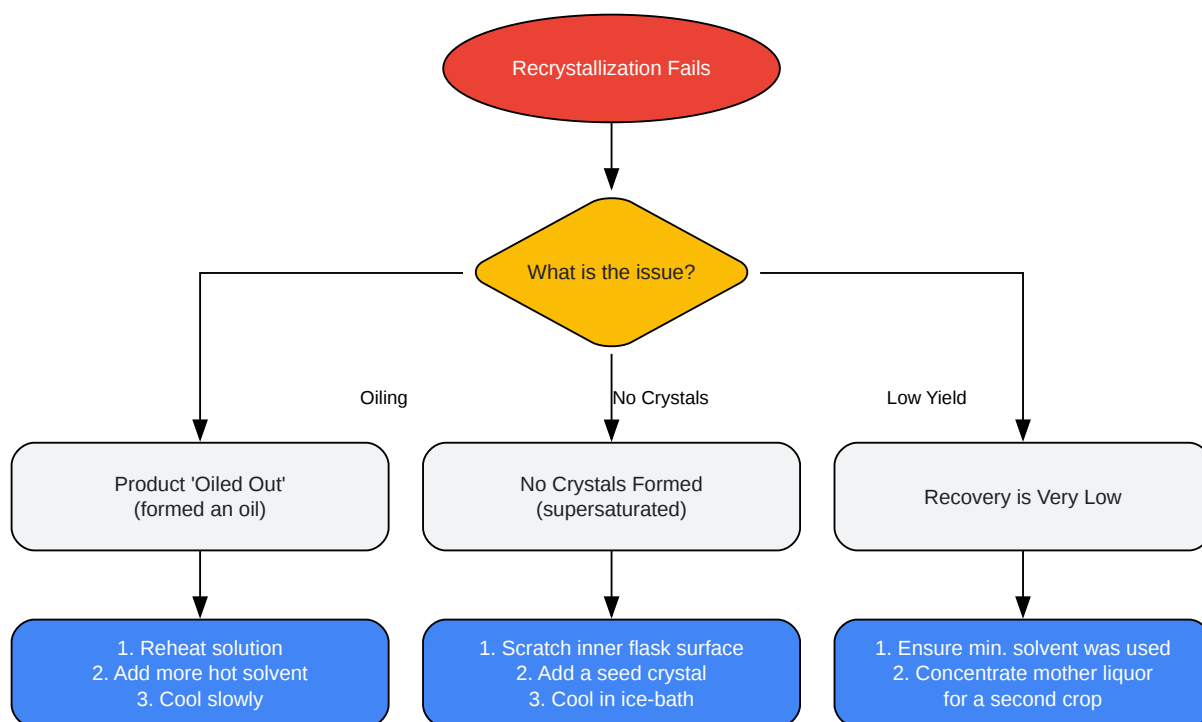 Recrystallization Fails
What is the issue?
Oiling
No Crystals
Low Yield
Product 'Oiled Out'
(formed an oil)
No Crystals Formed
(supersaturated)
Recovery is Very Low
1. Reheat solution
2. Add more hot solvent
3. Cool slowly
1. Scratch inner flask surface
2. Add a seed crystal
3. Cool in ice-bath
1. Ensure min. solvent was used
2. Concentrate mother liquor
for a second crop